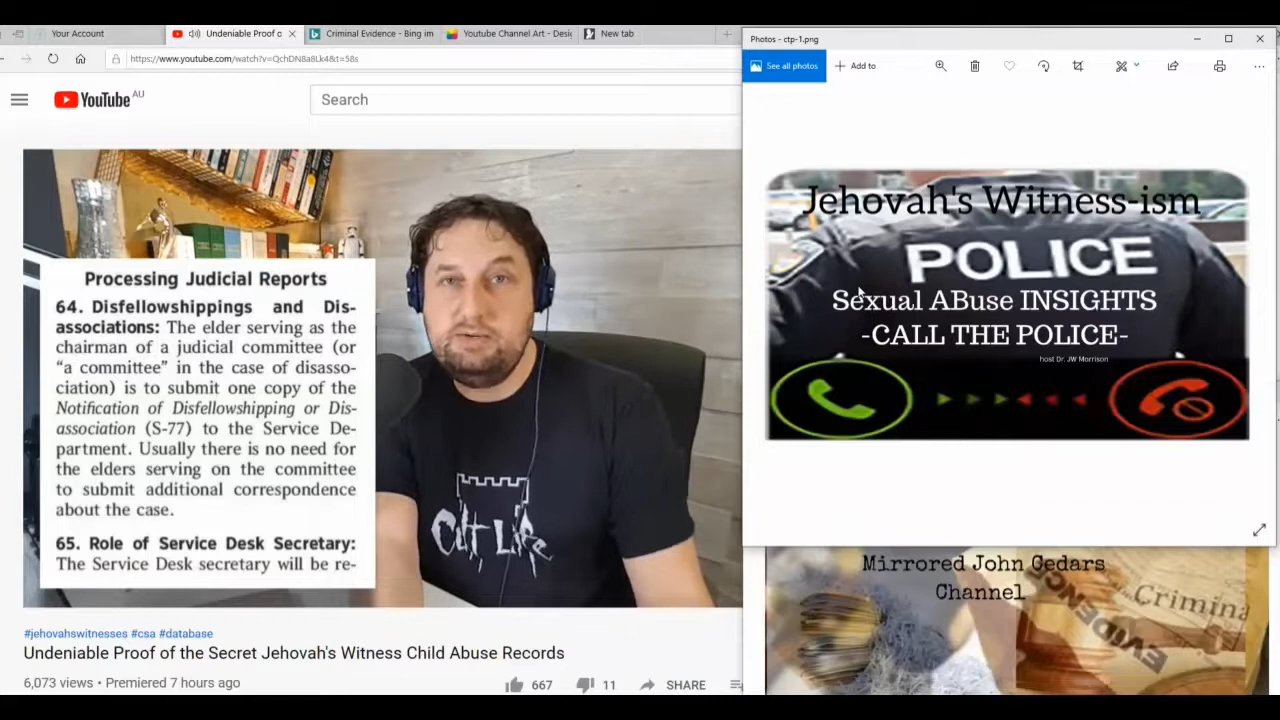 Your Account
Undeniable Proof o
Criminal Evidence - Bing im
Youtube Channel Art - Desig
New tab
https://www.youtube.com/watch?v=QchDN8a8Lk4&t=58s
YouTube AU
Search
Processing Judicial Reports
64. Disfellowshippings and Dis-
associations: The elder serving as the
chairman of a judicial committee (or
“a committee” in the case of disasso-
ciation) is to submit one copy of the
Notification of Disfellowshipping or Dis-
association (S-77) to the Service De-
partment. Usually there is no need for
the elders serving on the committee
to submit additional correspondence
about the case.
65. Role of Service Desk Secretary:
The Service Desk secretary will be re-
Cult Life
#jehovahswitnesses #csa #database
Undeniable Proof of the Secret Jehovah's Witness Child Abuse Records
6,073 views • Premiered 7 hours ago
667
11
SHARE
Photos - ctp-1.png
See all photos
Add to
Jehovah's Witness-ism
POLICE
Sexual ABuse INSIGHTS
-CALL THE POLICE-
host Dr. JW Morrison
Mirrored John Cedars
Channel
Crimina
EVIDENCE